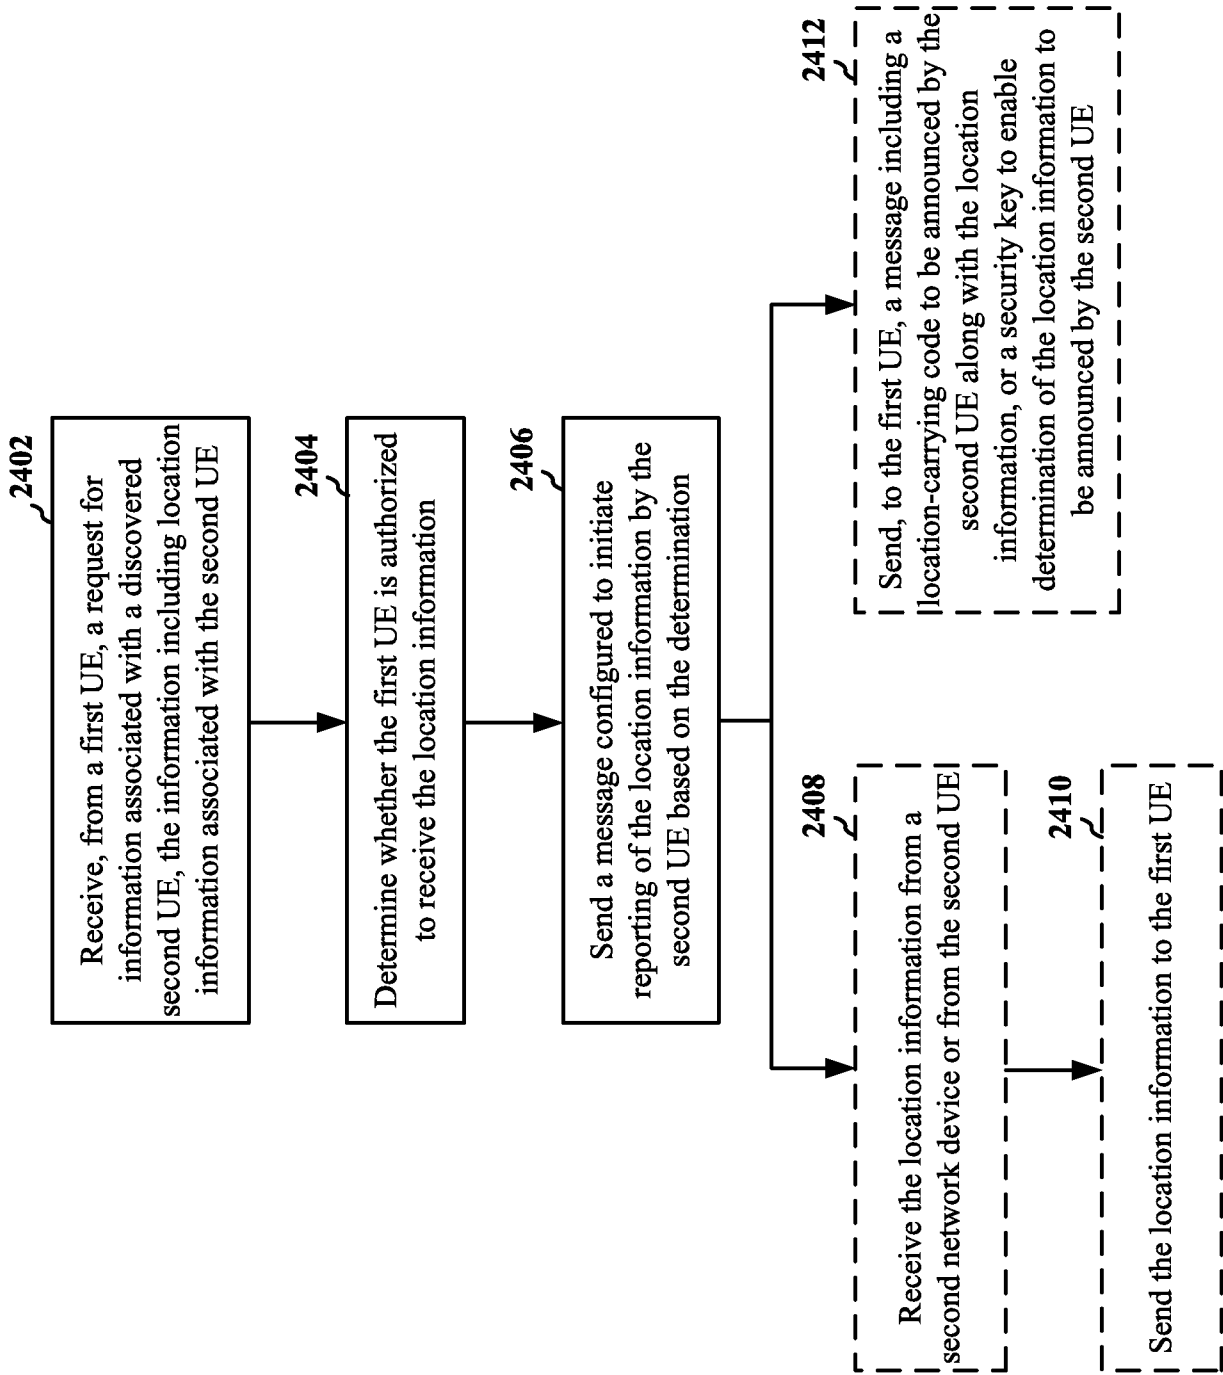 2402
Receive, from a first UE, a request for
information associated with a discovered
second UE, the information including location
information associated with the second UE
2404
Determine whether the first UE is authorized
to receive the location information
2406
Send a message configured to initiate
reporting of the location information by the
second UE based on the determination
2408
Receive the location information from a
second network device or from the second UE
2410
Send the location information to the first UE
2412
Send, to the first UE, a message including a
location-carrying code to be announced by the
second UE along with the location
information, or a security key to enable
determination of the location information to
be announced by the second UE